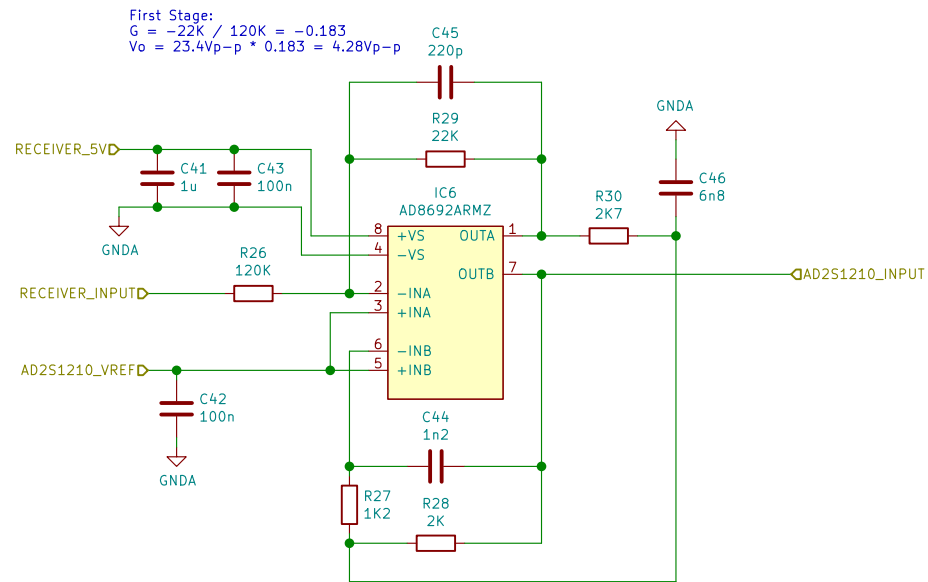 First Stage:
G = -22K / 120K = -0.183
Vo = 23.4Vp-p * 0.183 = 4.28Vp-p
C45
220p
GNDA
R29
22K
RECEIVER_5V
C41
1u
C43
100n
C46
6n8
IC6
AD8692ARMZ
R30
2K7
GNDA
8
+VS
OUTA
1
4
-VS
R26
120K
OUTB
7
AD2S1210_INPUT
RECEIVER_INPUT
2
-INA
3
+INA
6
-INB
AD2S1210_VREF
5
+INB
C42
100n
C44
1n2
GNDA
R27
1K2
R28
2K